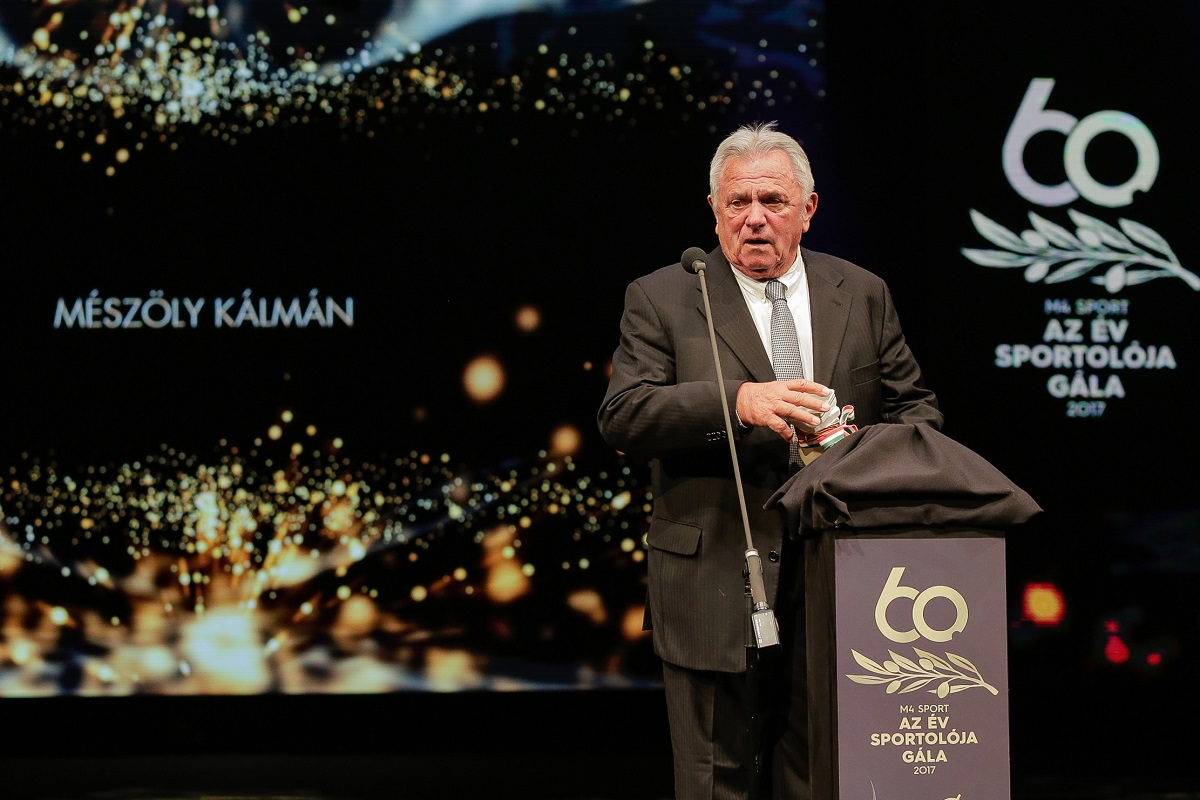 MÉSZÖLY KÁLMÁN
60
M4 SPORT
AZ ÉV
SPORTOLÓJA
GÁLA
2017
60
M4 SPORT
AZ ÉV
SPORTOLÓJA
GÁLA
2017